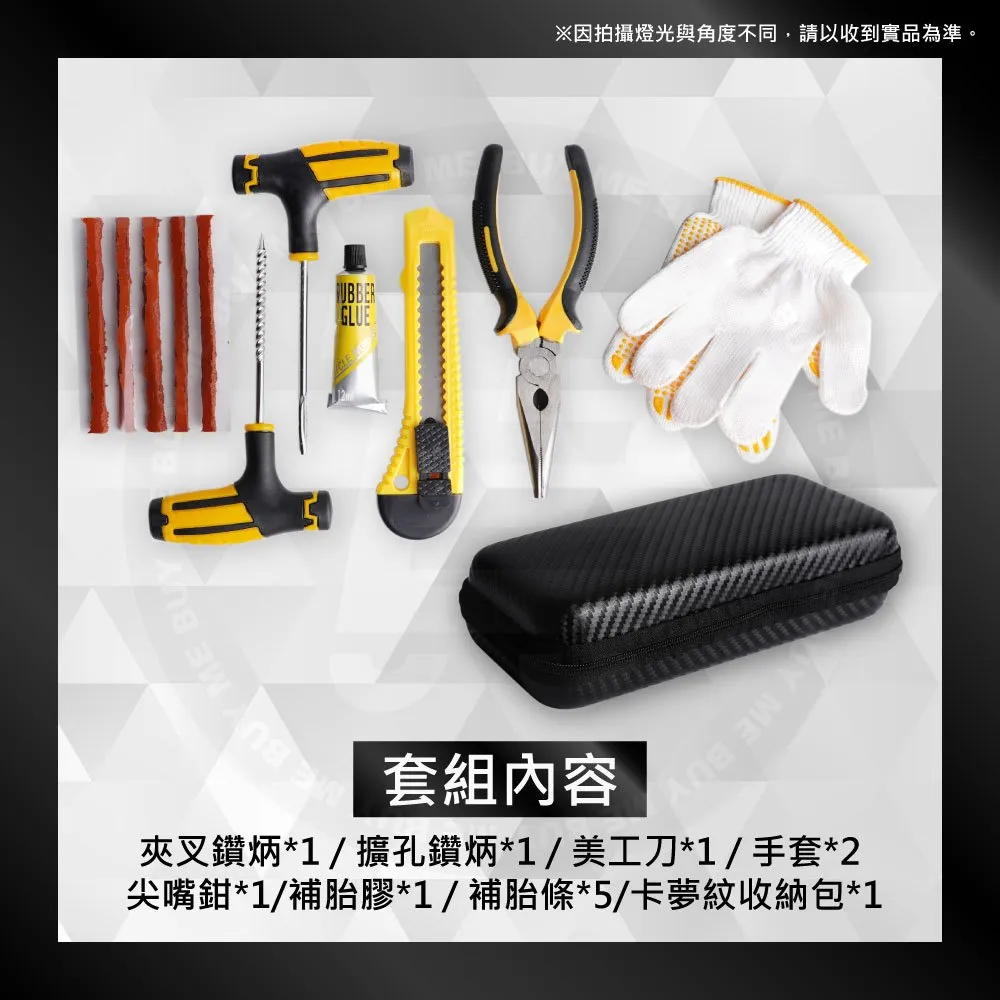 ※因拍攝燈光與角度不同，請以收到實品為準。
RUBBER
GLUE
套組內容
夾叉鑽炳*1 / 擴孔鑽炳*1 / 美工刀*1 / 手套*2
尖嘴鉗*1/補胎膠*1 / 補胎條*5/卡夢紋收納包*1